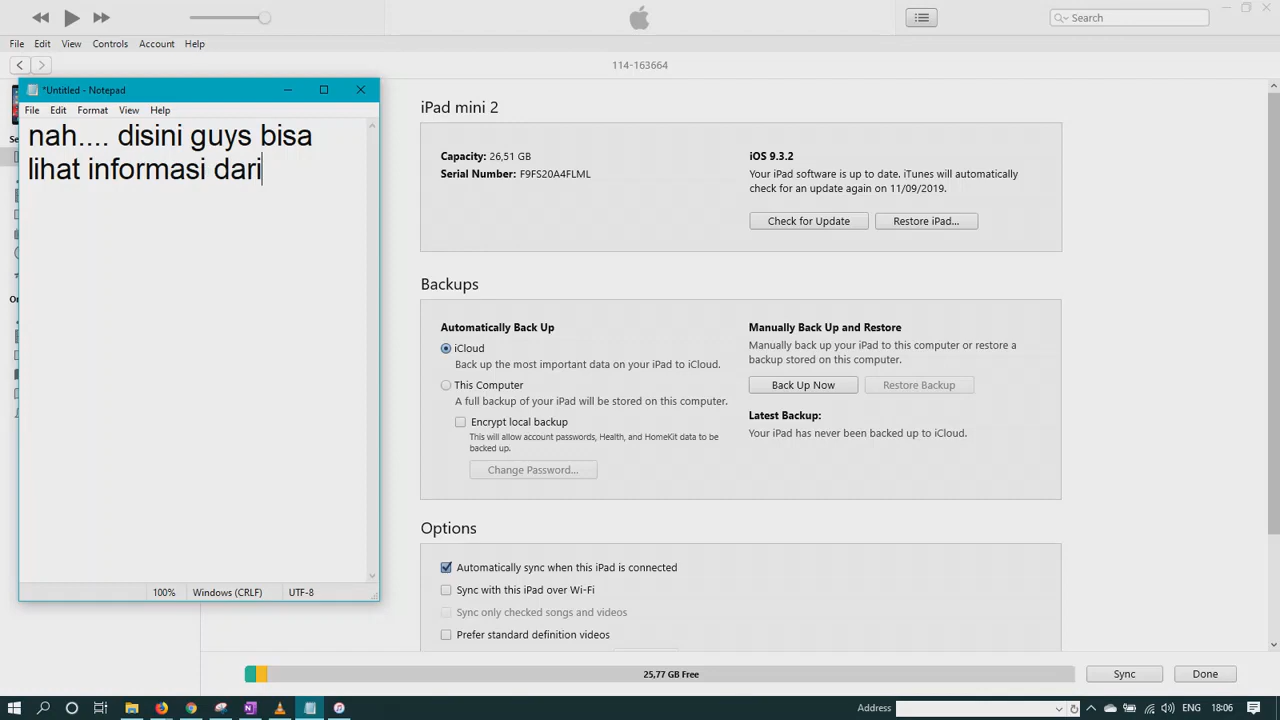 Search
File Edit View Controls Account Help
114-163664
*Untitled - Notepad
File Edit Format View Help
nah.... disini guys bisa
lihat informasi dari
100% Windows (CRLF) UTF-8
iPad mini 2
Capacity: 26,51 GB
Serial Number: F9FS20A4FLML
iOS 9.3.2
Your iPad software is up to date. iTunes will automatically
check for an update again on 11/09/2019.
Check for Update Restore iPad...
Backups
Automatically Back Up
iCloud
Back up the most important data on your iPad to iCloud.
This Computer
A full backup of your iPad will be stored on this computer.
Encrypt local backup
This will allow account passwords, Health, and HomeKit data to be
backed up.
Change Password...
Manually Back Up and Restore
Manually back up your iPad to this computer or restore a
backup stored on this computer.
Back Up Now Restore Backup
Latest Backup:
Your iPad has never been backed up to iCloud.
Options
Automatically sync when this iPad is connected
Sync with this iPad over Wi-Fi
Sync only checked songs and videos
Prefer standard definition videos
25,77 GB Free
Sync Done
Address
ENG 18:06